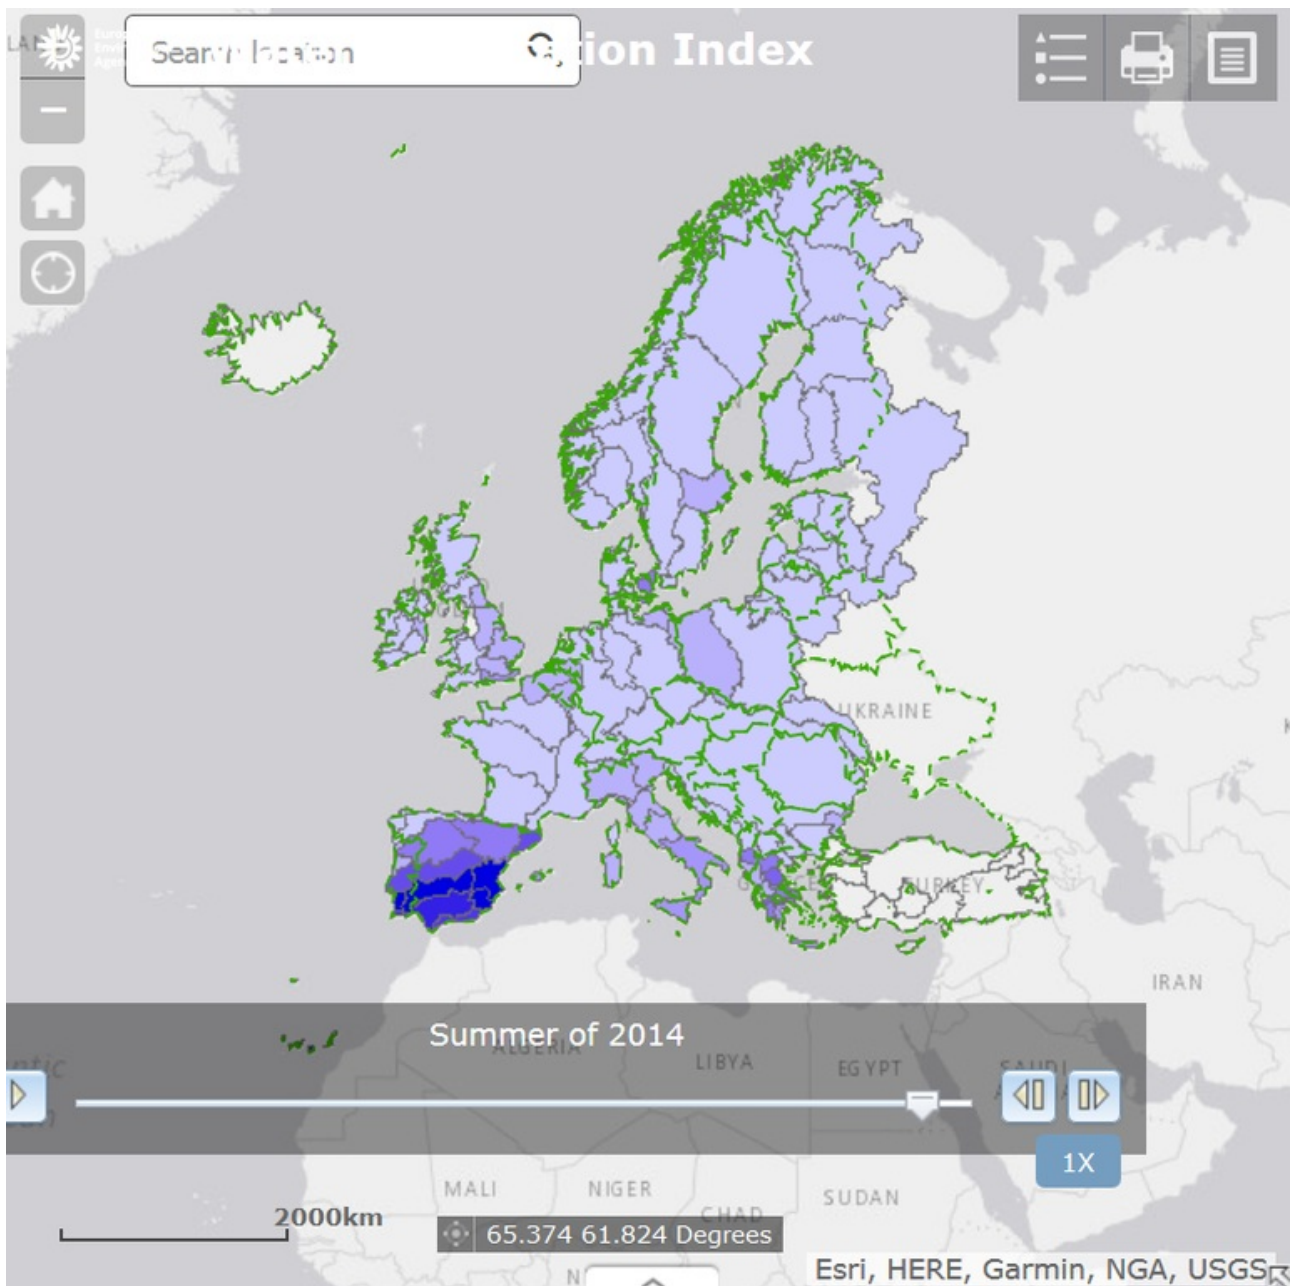 Search location
tion Index
UKRAINE
TURKEY
IRAN
Summer of 2014
ALGERIA
LIBYA
EGYPT
SAUDI
1X
MALI
NIGER
SUDAN
CHAD
2000km
65.374 61.824 Degrees
Esri, HERE, Garmin, NGA, USGS